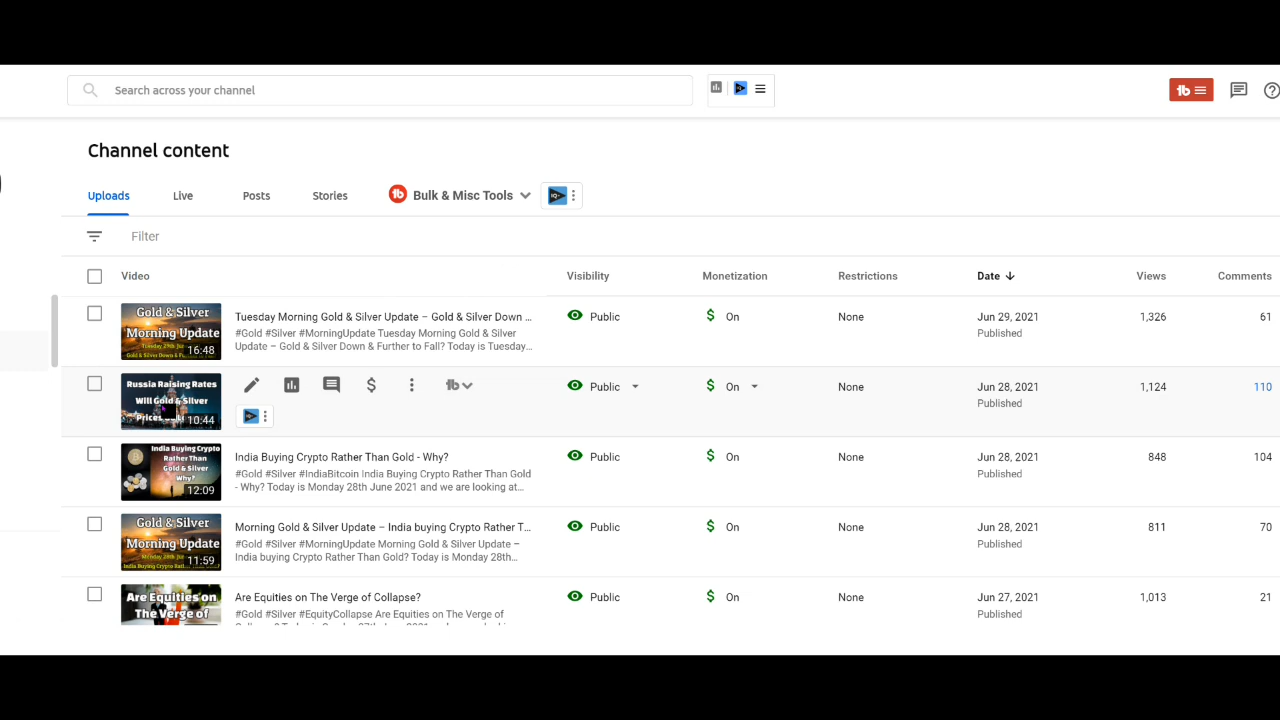 Search across your channel
Channel content
Uploads
Live
Posts
Stories
Bulk & Misc Tools
Filter
Video
Visibility
Monetization
Restrictions
Date
Views
Comments
Gold & Silver
Morning Update
16:48
Tuesday Morning Gold & Silver Update – Gold & Silver Down ...
#Gold #Silver #MorningUpdate Tuesday Morning Gold & Silver
Update – Gold & Silver Down & Further to Fall? Today is Tuesday...
Public
On
None
Jun 29, 2021
Published
1,326
61
Russia Raising Rates
Will Gold & Silver
Prices
10:44
Public
On
None
Jun 28, 2021
Published
1,124
110
India Buying Crypto
Rather Than
Gold & Silver
Why?
12:09
India Buying Crypto Rather Than Gold - Why?
#Gold #Silver #IndiaBitcoin India Buying Crypto Rather Than Gold
- Why? Today is Monday 28th June 2021 and we are looking at...
Public
On
None
Jun 28, 2021
Published
848
104
Gold & Silver
Morning Update
11:59
Morning Gold & Silver Update – India buying Crypto Rather T...
#Gold #Silver #MorningUpdate Morning Gold & Silver Update –
India buying Crypto Rather Than Gold? Today is Monday 28th...
Public
On
None
Jun 28, 2021
Published
811
70
Are Equities on
The Verge of
Are Equities on The Verge of Collapse?
#Gold #Silver #EquityCollapse Are Equities on The Verge of
Public
On
None
Jun 27, 2021
Published
1,013
21